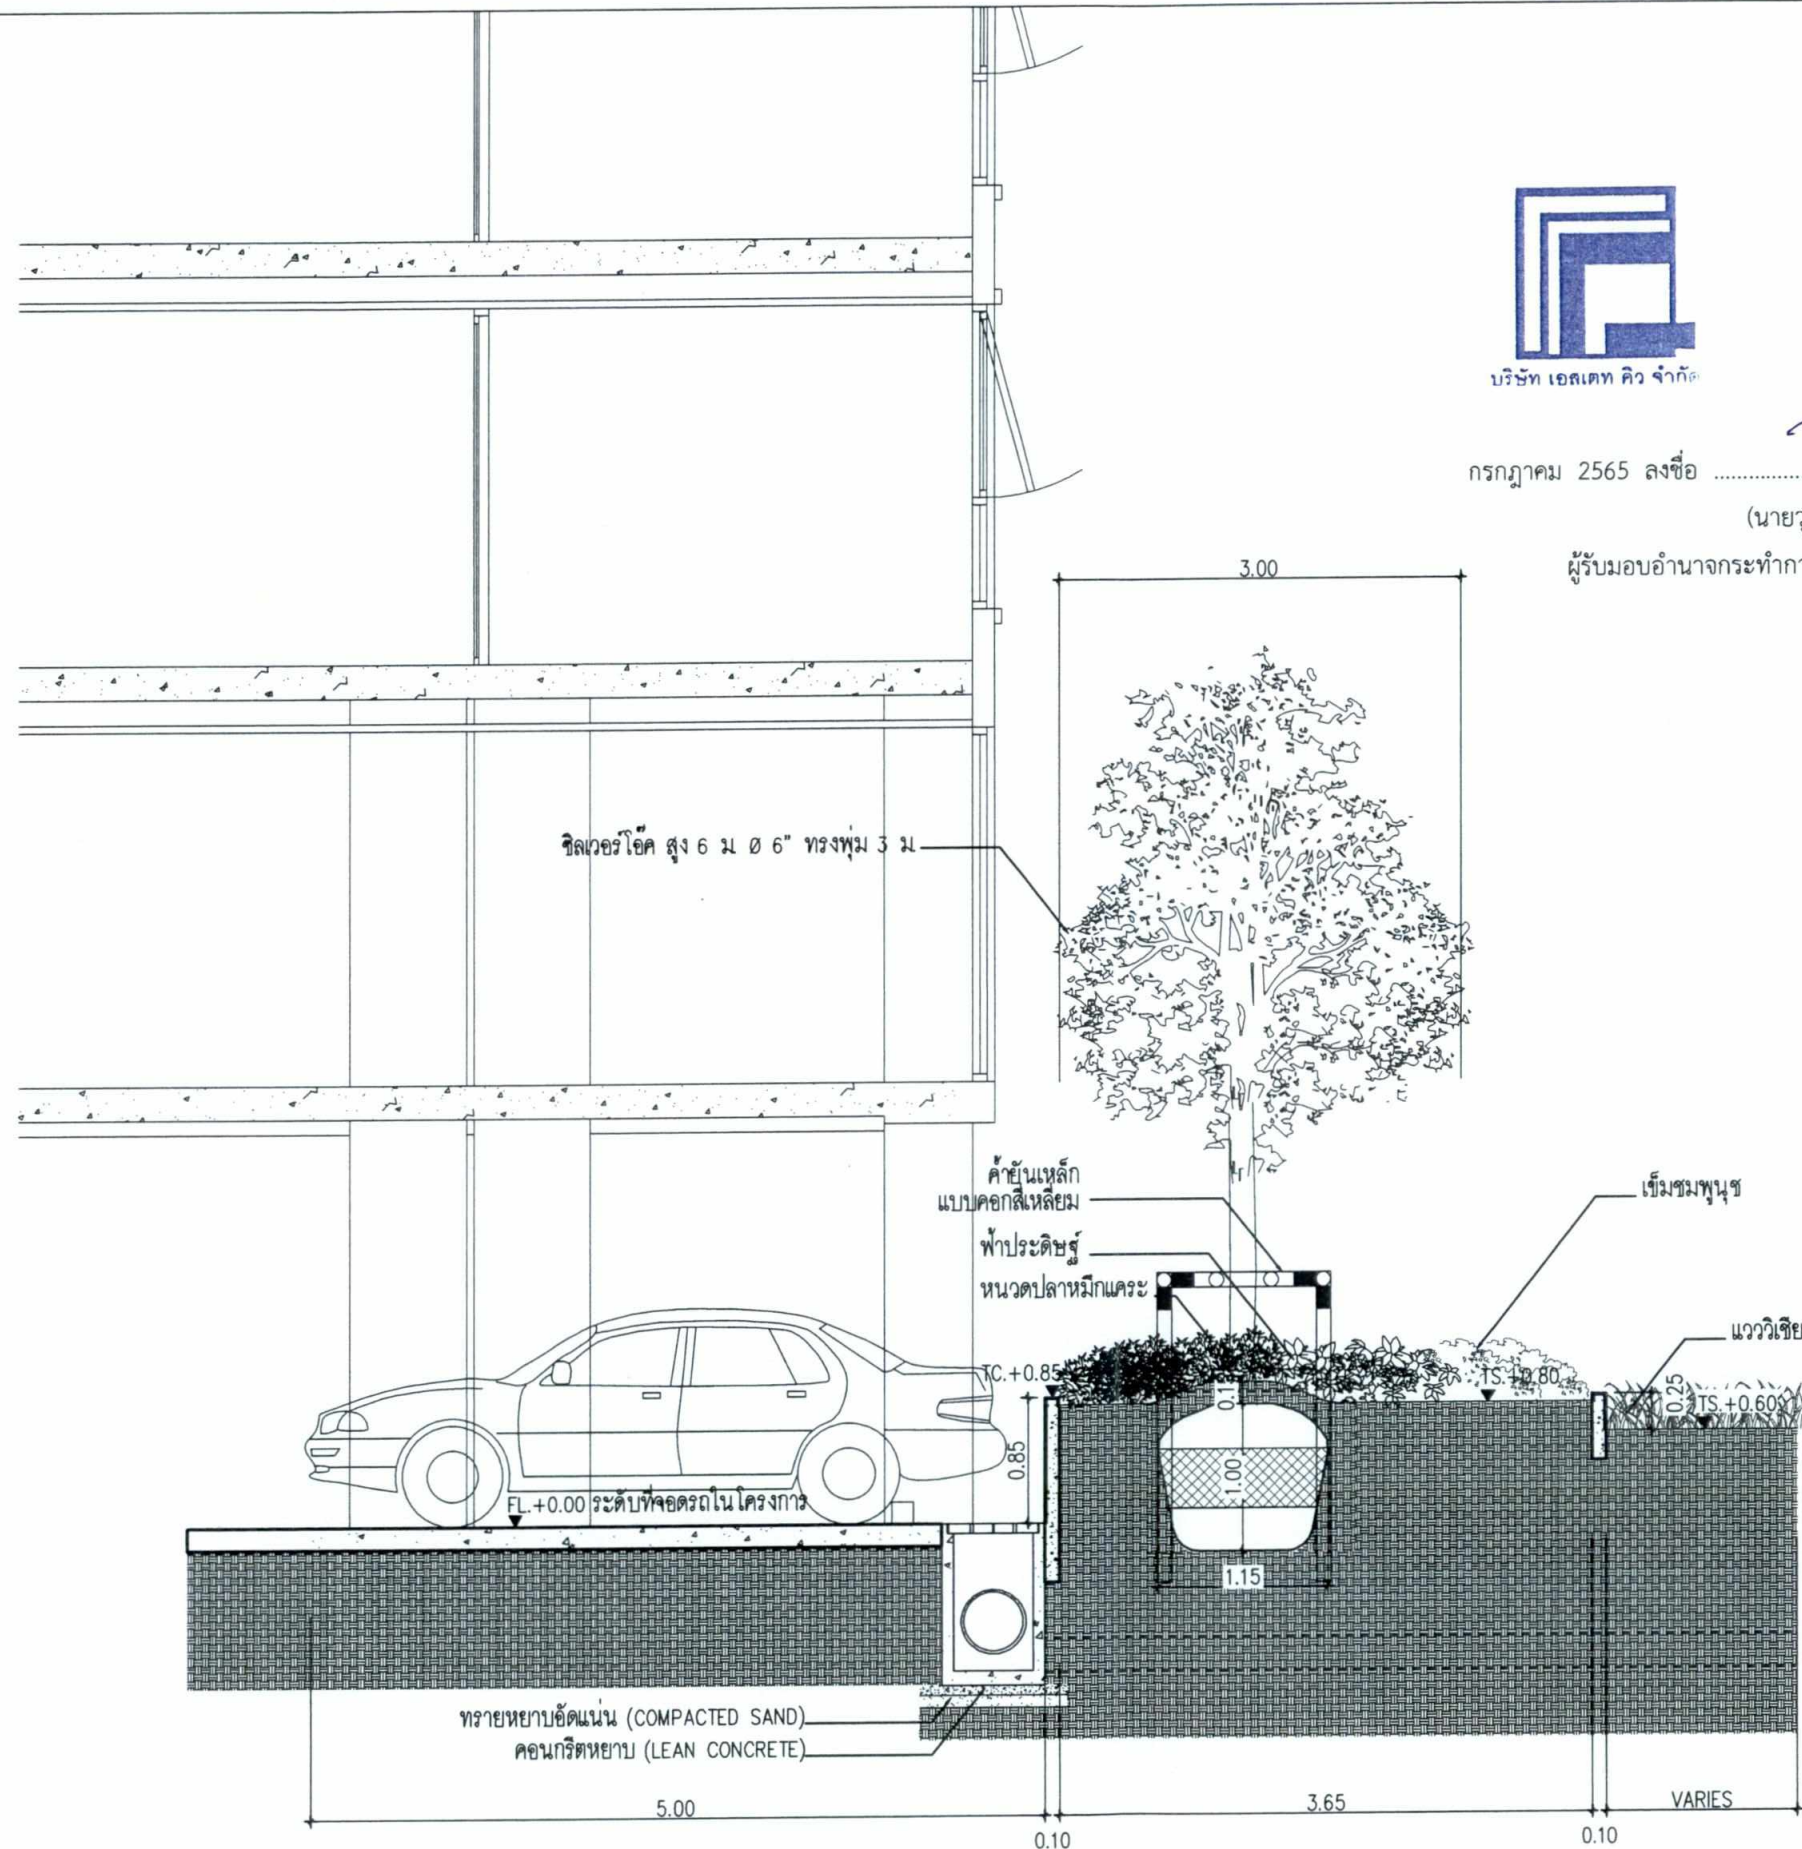 บริษัท เอสเตท คิว จำกัด
กรกฎาคม 2565 ลงชื่อ ................
ผู้รับมอบอำนาจกระทำกา
3.00
ซิลเวอร์โอ๊ค สูง 6 ม. Ø 6" ทรงพุ่ม 3 ม.
ค้ำยันเหล็ก
แบบคอกสี่เหลี่ยม
ฟ้าประดิษฐ์
หนวดปลาหมึกแคระ
เข็มชมพูนุช
แวววิเชีย
TC.+0.85
TS.+0.80
0.25
TS.+0.60
0.85
1.00
FL.+0.00 ระดับที่จอดรถในโครงการ
1.15
ทรายหยาบอัดแน่น (COMPACTED SAND)
คอนกรีตหยาบ (LEAN CONCRETE)
5.00
3.65
VARIES
0.10
0.10